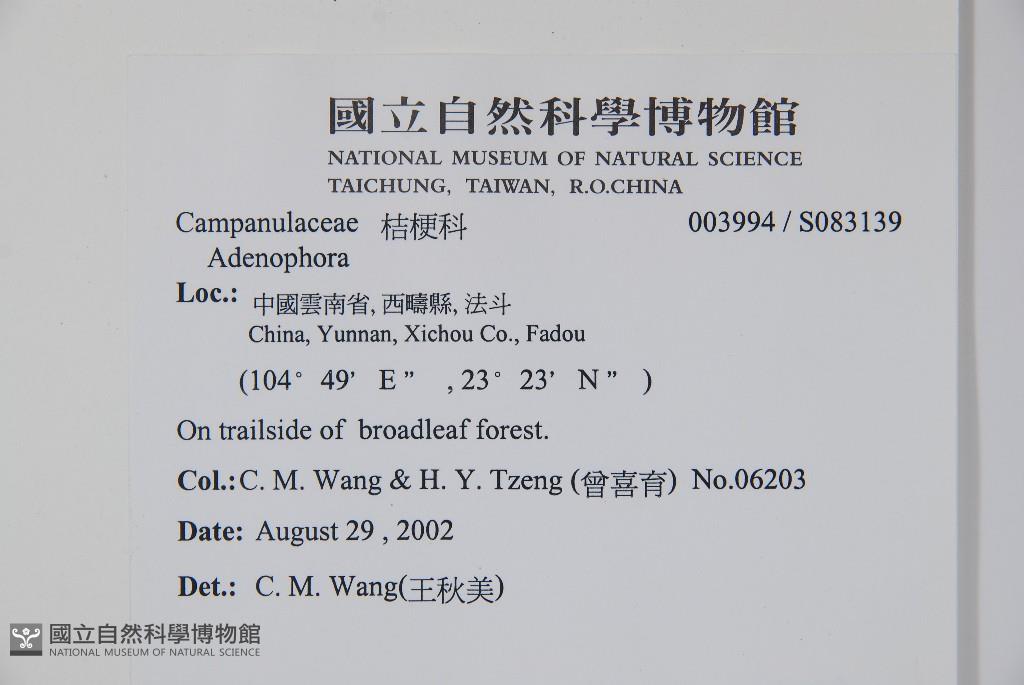 國立自然科學博物館
NATIONAL MUSEUM OF NATURAL SCIENCE
TAICHUNG, TAIWAN, R.O.CHINA
Campanulaceae 桔梗科 003994 / S083139
Adenophora
Loc.: 中國雲南省, 西疇縣, 法斗
China, Yunnan, Xichou Co., Fadou
(104° 49’ E ” , 23° 23’ N ” )
On trailside of broadleaf forest.
Col.: C. M. Wang & H. Y. Tzeng (曾喜育) No.06203
Date: August 29 , 2002
Det.: C. M. Wang(王秋美)
國立自然科學博物館
NATIONAL MUSEUM OF NATURAL SCIENCE